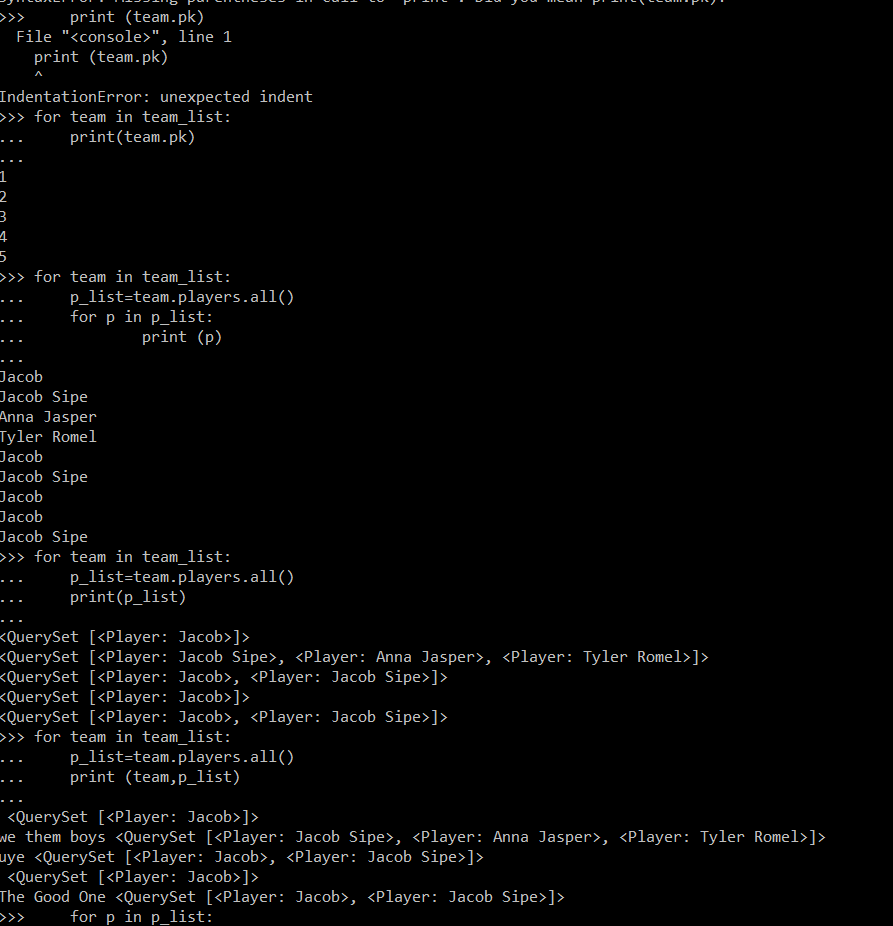 SyntaxError: Missing parentheses in call to 'print'. Did you mean print(team.pk)?
>>>     print (team.pk)
  File "<console>", line 1
    print (team.pk)
    ^
IndentationError: unexpected indent
>>> for team in team_list:
...     print(team.pk)
...
1
2
3
4
5
>>> for team in team_list:
...     p_list=team.players.all()
...     for p in p_list:
...             print (p)
...
Jacob
Jacob Sipe
Anna Jasper
Tyler Romel
Jacob
Jacob Sipe
Jacob
Jacob
Jacob Sipe
>>> for team in team_list:
...     p_list=team.players.all()
...     print(p_list)
...
<QuerySet [<Player: Jacob>]>
<QuerySet [<Player: Jacob Sipe>, <Player: Anna Jasper>, <Player: Tyler Romel>]>
<QuerySet [<Player: Jacob>, <Player: Jacob Sipe>]>
<QuerySet [<Player: Jacob>]>
<QuerySet [<Player: Jacob>, <Player: Jacob Sipe>]>
>>> for team in team_list:
...     p_list=team.players.all()
...     print (team,p_list)
...
 <QuerySet [<Player: Jacob>]>
we them boys <QuerySet [<Player: Jacob Sipe>, <Player: Anna Jasper>, <Player: Tyler Romel>]>
uye <QuerySet [<Player: Jacob>, <Player: Jacob Sipe>]>
 <QuerySet [<Player: Jacob>]>
The Good One <QuerySet [<Player: Jacob>, <Player: Jacob Sipe>]>
>>>     for p in p_list: